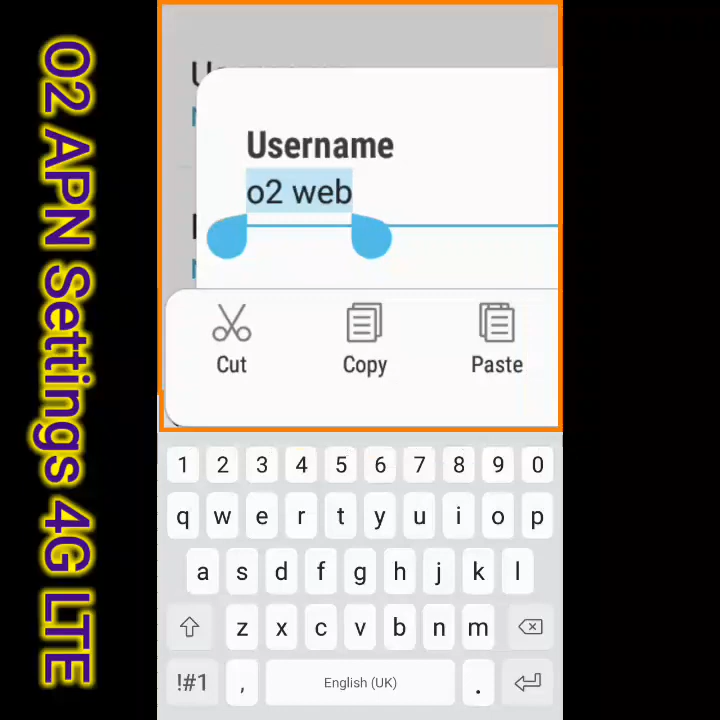 O2 APN Settings 4G LTE
U
Username
o2 web
Cut
Copy
Paste
1 2 3 4 5 6 7 8 9 0
q w e r t y u i o p
a s d f g h j k l
z x c v b n m
!#1 , English (UK) .